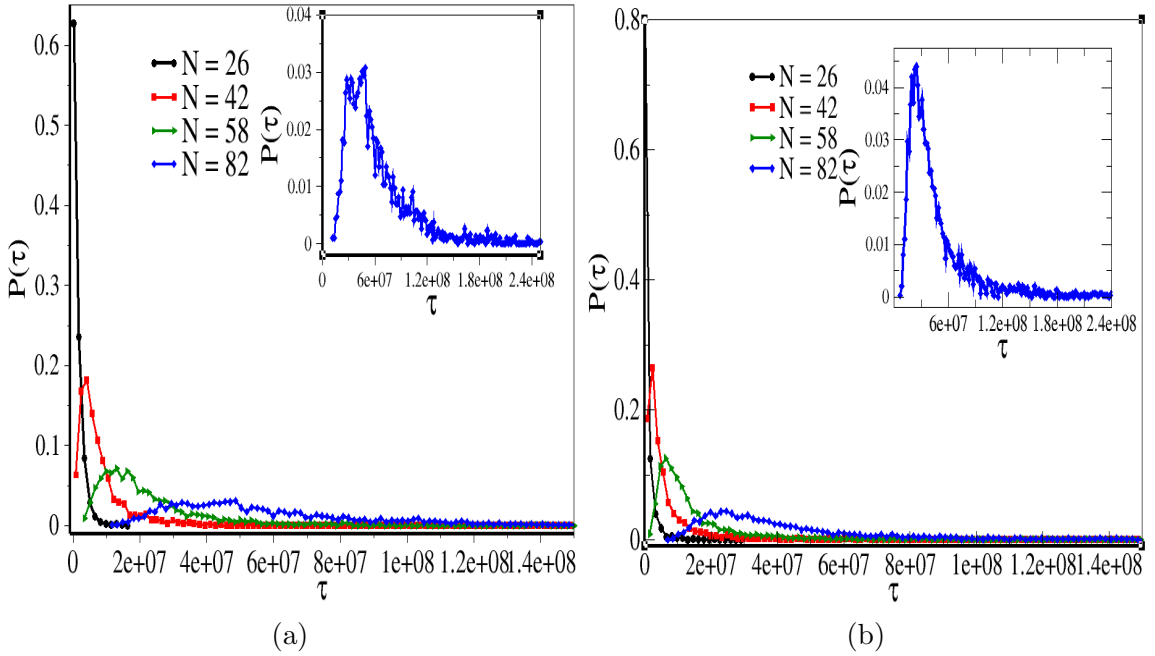 N = 26
N = 42
N = 58
N = 82
P(τ)
0.6
0.5
0.4
0.3
0.2
0.1
0
0 2e+07 4e+07 6e+07 8e+07 1e+08 1.2e+08 1.4e+08
τ
0.04
0.03
0.02
0.01
0
P(τ)
0 6e+07 1.2e+08 1.8e+08 2.4e+08
τ
(a)
N = 26
N = 42
N = 58
N = 82
P(τ)
0.8
0.6
0.4
0.2
0
0 2e+07 4e+07 6e+07 8e+07 1e+08 1.2e+08 1.4e+08
τ
0.04
0.03
0.02
0.01
0
P(τ)
6e+07 1.2e+08 1.8e+08 2.4e+08
τ
(b)